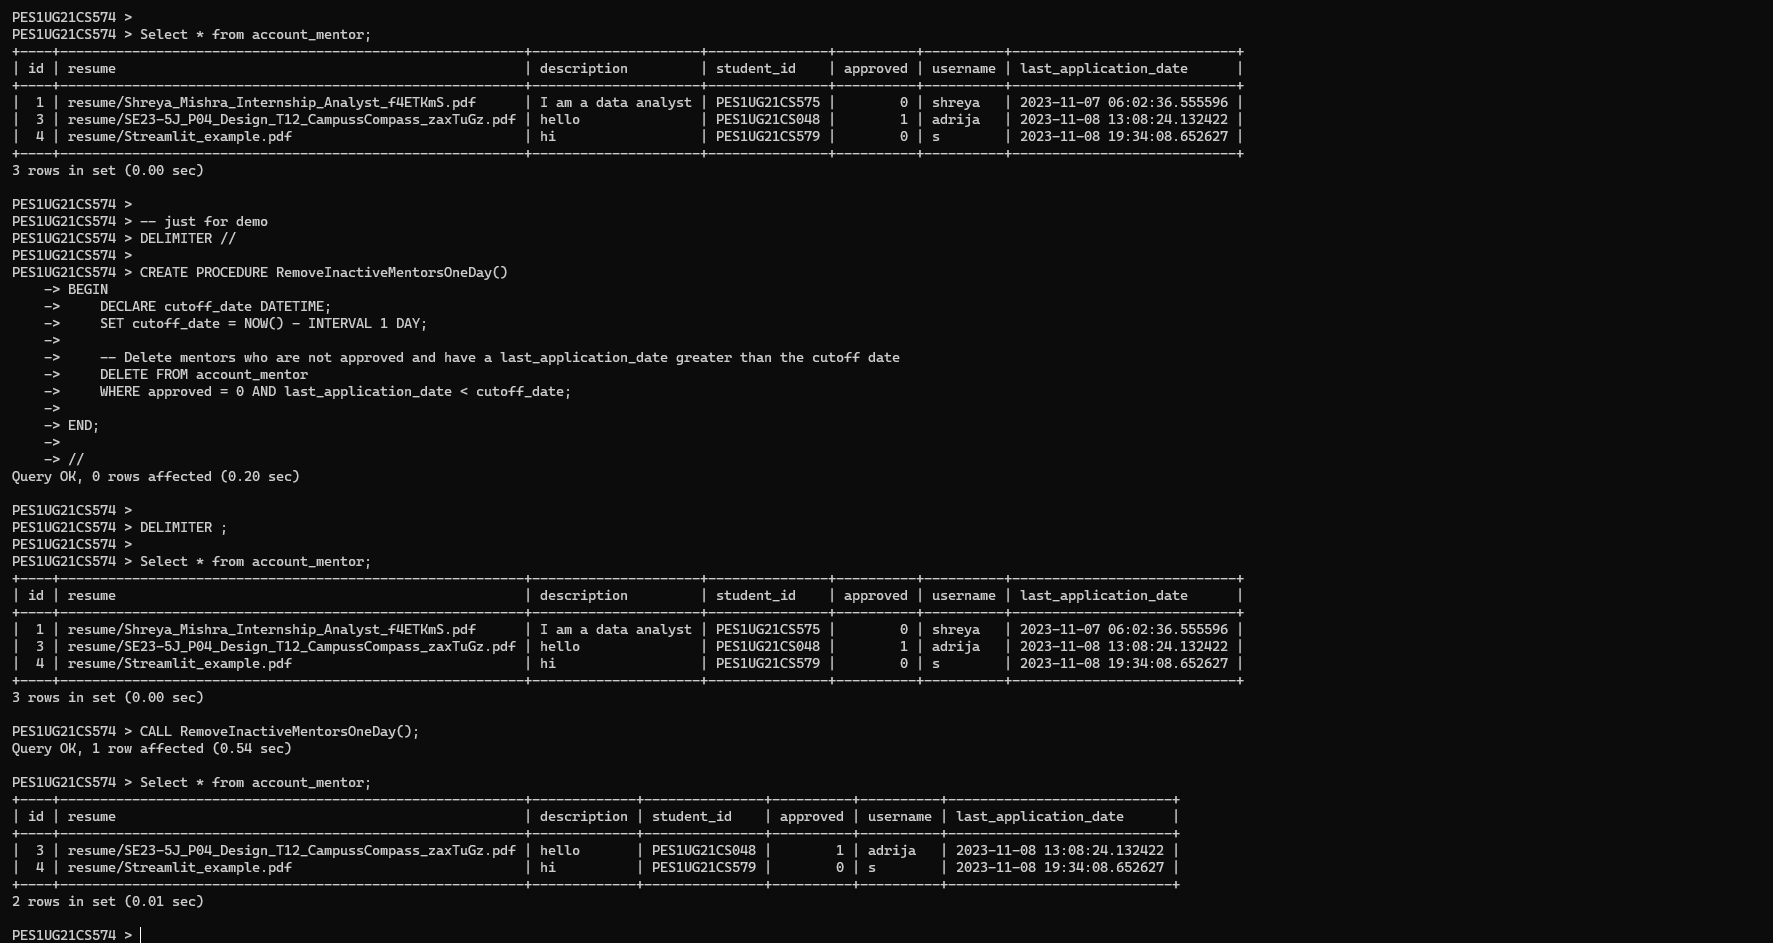 PES1UG21CS574 >
PES1UG21CS574 > Select * from account_mentor;
+----+----------------------------------------------------------+---------------------+---------------+----------+----------+----------------------------+
| id | resume                                                   | description         | student_id    | approved | username | last_application_date      |
+----+----------------------------------------------------------+---------------------+---------------+----------+----------+----------------------------+
|  1 | resume/Shreya_Mishra_Internship_Analyst_f4ETKmS.pdf      | I am a data analyst | PES1UG21CS575 |        0 | shreya   | 2023-11-07 06:02:36.555596 |
|  3 | resume/SE23-5J_P04_Design_T12_CampussCompass_zaxTuGz.pdf | hello               | PES1UG21CS048 |        1 | adrija   | 2023-11-08 13:08:24.132422 |
|  4 | resume/Streamlit_example.pdf                             | hi                  | PES1UG21CS579 |        0 | s        | 2023-11-08 19:34:08.652627 |
+----+----------------------------------------------------------+---------------------+---------------+----------+----------+----------------------------+
3 rows in set (0.00 sec)

PES1UG21CS574 >
PES1UG21CS574 > -- just for demo
PES1UG21CS574 > DELIMITER //
PES1UG21CS574 >
PES1UG21CS574 > CREATE PROCEDURE RemoveInactiveMentorsOneDay()
    -> BEGIN
    ->     DECLARE cutoff_date DATETIME;
    ->     SET cutoff_date = NOW() - INTERVAL 1 DAY;
    ->
    ->     -- Delete mentors who are not approved and have a last_application_date greater than the cutoff date
    ->     DELETE FROM account_mentor
    ->     WHERE approved = 0 AND last_application_date < cutoff_date;
    ->
    -> END;
    ->
    -> //
Query OK, 0 rows affected (0.20 sec)

PES1UG21CS574 >
PES1UG21CS574 > DELIMITER ;
PES1UG21CS574 >
PES1UG21CS574 > Select * from account_mentor;
+----+----------------------------------------------------------+---------------------+---------------+----------+----------+----------------------------+
| id | resume                                                   | description         | student_id    | approved | username | last_application_date      |
+----+----------------------------------------------------------+---------------------+---------------+----------+----------+----------------------------+
|  1 | resume/Shreya_Mishra_Internship_Analyst_f4ETKmS.pdf      | I am a data analyst | PES1UG21CS575 |        0 | shreya   | 2023-11-07 06:02:36.555596 |
|  3 | resume/SE23-5J_P04_Design_T12_CampussCompass_zaxTuGz.pdf | hello               | PES1UG21CS048 |        1 | adrija   | 2023-11-08 13:08:24.132422 |
|  4 | resume/Streamlit_example.pdf                             | hi                  | PES1UG21CS579 |        0 | s        | 2023-11-08 19:34:08.652627 |
+----+----------------------------------------------------------+---------------------+---------------+----------+----------+----------------------------+
3 rows in set (0.00 sec)

PES1UG21CS574 > CALL RemoveInactiveMentorsOneDay();
Query OK, 1 row affected (0.54 sec)

PES1UG21CS574 > Select * from account_mentor;
+----+----------------------------------------------------------+-------------+---------------+----------+----------+----------------------------+
| id | resume                                                   | description | student_id    | approved | username | last_application_date      |
+----+----------------------------------------------------------+-------------+---------------+----------+----------+----------------------------+
|  3 | resume/SE23-5J_P04_Design_T12_CampussCompass_zaxTuGz.pdf | hello       | PES1UG21CS048 |        1 | adrija   | 2023-11-08 13:08:24.132422 |
|  4 | resume/Streamlit_example.pdf                             | hi          | PES1UG21CS579 |        0 | s        | 2023-11-08 19:34:08.652627 |
+----+----------------------------------------------------------+-------------+---------------+----------+----------+----------------------------+
2 rows in set (0.01 sec)

PES1UG21CS574 >